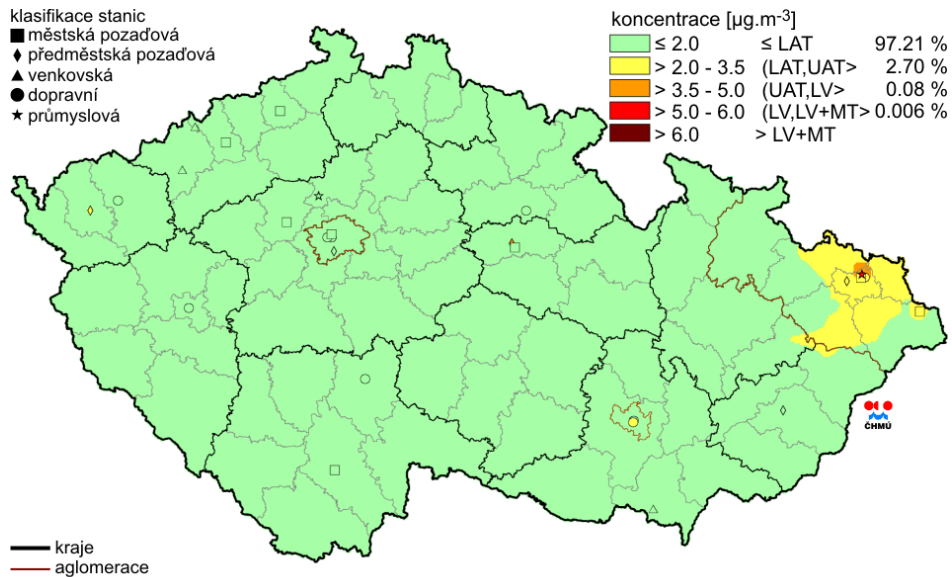 klasifikace stanic
městská pozaďová
předměstská pozaďová
venkovská
dopravní
průmyslová
koncentrace [µg.m-3]
≤ 2.0 ≤ LAT 97.21 %
> 2.0 - 3.5 (LAT,UAT> 2.70 %
> 3.5 - 5.0 (UAT,LV> 0.08 %
> 5.0 - 6.0 (LV,LV+MT> 0.006 %
> 6.0 > LV+MT
ČHMÚ
kraje
aglomerace